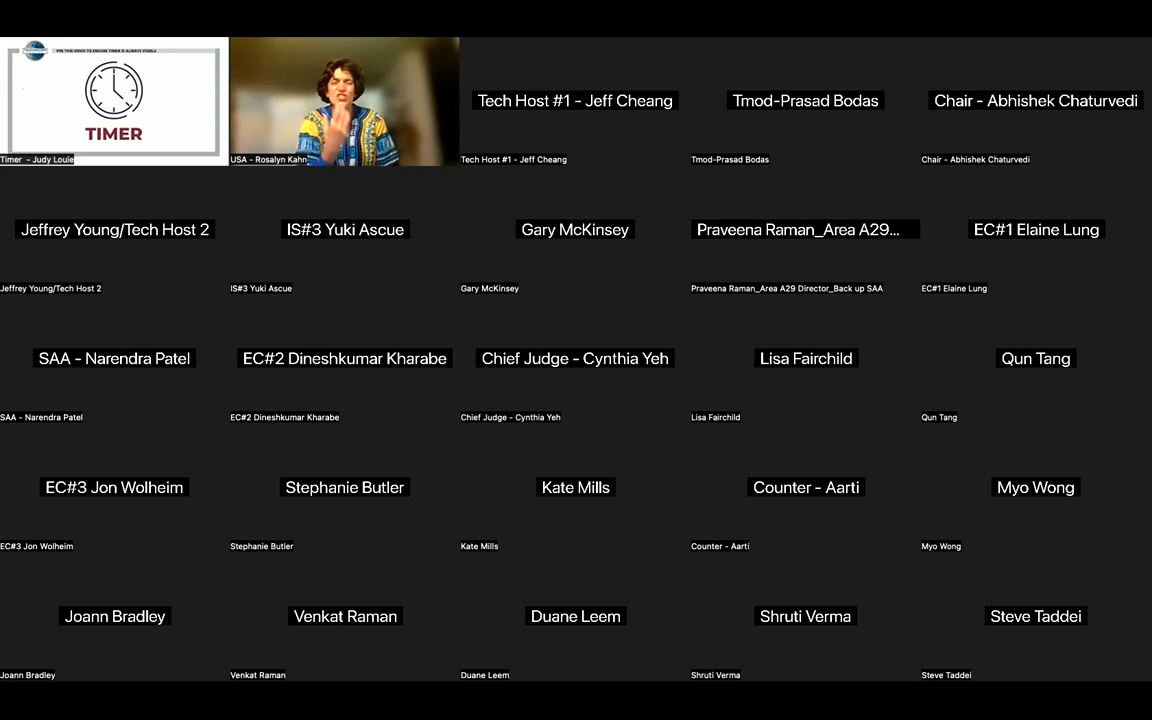 PIN THIS VIDEO TO ENSURE TIMER IS ALWAYS VISIBLE
TIMER
Timer - Judy Louie
USA - Rosalyn Kahn
Tech Host #1 - Jeff Cheang
Tech Host #1 - Jeff Cheang
Tmod-Prasad Bodas
Tmod-Prasad Bodas
Chair - Abhishek Chaturvedi
Chair - Abhishek Chaturvedi
Jeffrey Young/Tech Host 2
Jeffrey Young/Tech Host 2
IS#3 Yuki Ascue
IS#3 Yuki Ascue
Gary McKinsey
Gary McKinsey
Praveena Raman_Area A29...
Praveena Raman_Area A29 Director_Back up SAA
EC#1 Elaine Lung
EC#1 Elaine Lung
SAA - Narendra Patel
SAA - Narendra Patel
EC#2 Dineshkumar Kharabe
EC#2 Dineshkumar Kharabe
Chief Judge - Cynthia Yeh
Chief Judge - Cynthia Yeh
Lisa Fairchild
Lisa Fairchild
Qun Tang
Qun Tang
EC#3 Jon Wolheim
EC#3 Jon Wolheim
Stephanie Butler
Stephanie Butler
Kate Mills
Kate Mills
Counter - Aarti
Counter - Aarti
Myo Wong
Myo Wong
Joann Bradley
Joann Bradley
Venkat Raman
Venkat Raman
Duane Leem
Duane Leem
Shruti Verma
Shruti Verma
Steve Taddei
Steve Taddei